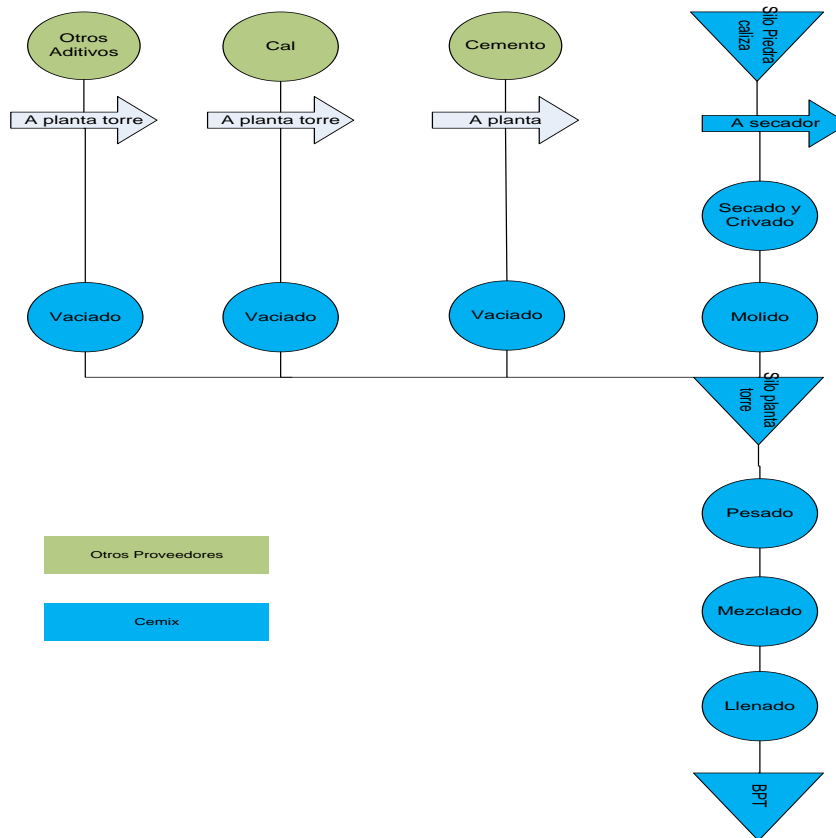 Otros
Aditivos
Cal
Cemento
Silo Piedra
caliza
A planta torre
A planta torre
A planta
A secador
Secado y
Crivado
Vaciado
Vaciado
Vaciado
Molido
Silo planta
torre
Pesado
Otros Proveedores
Mezclado
Cemix
Llenado
BPT